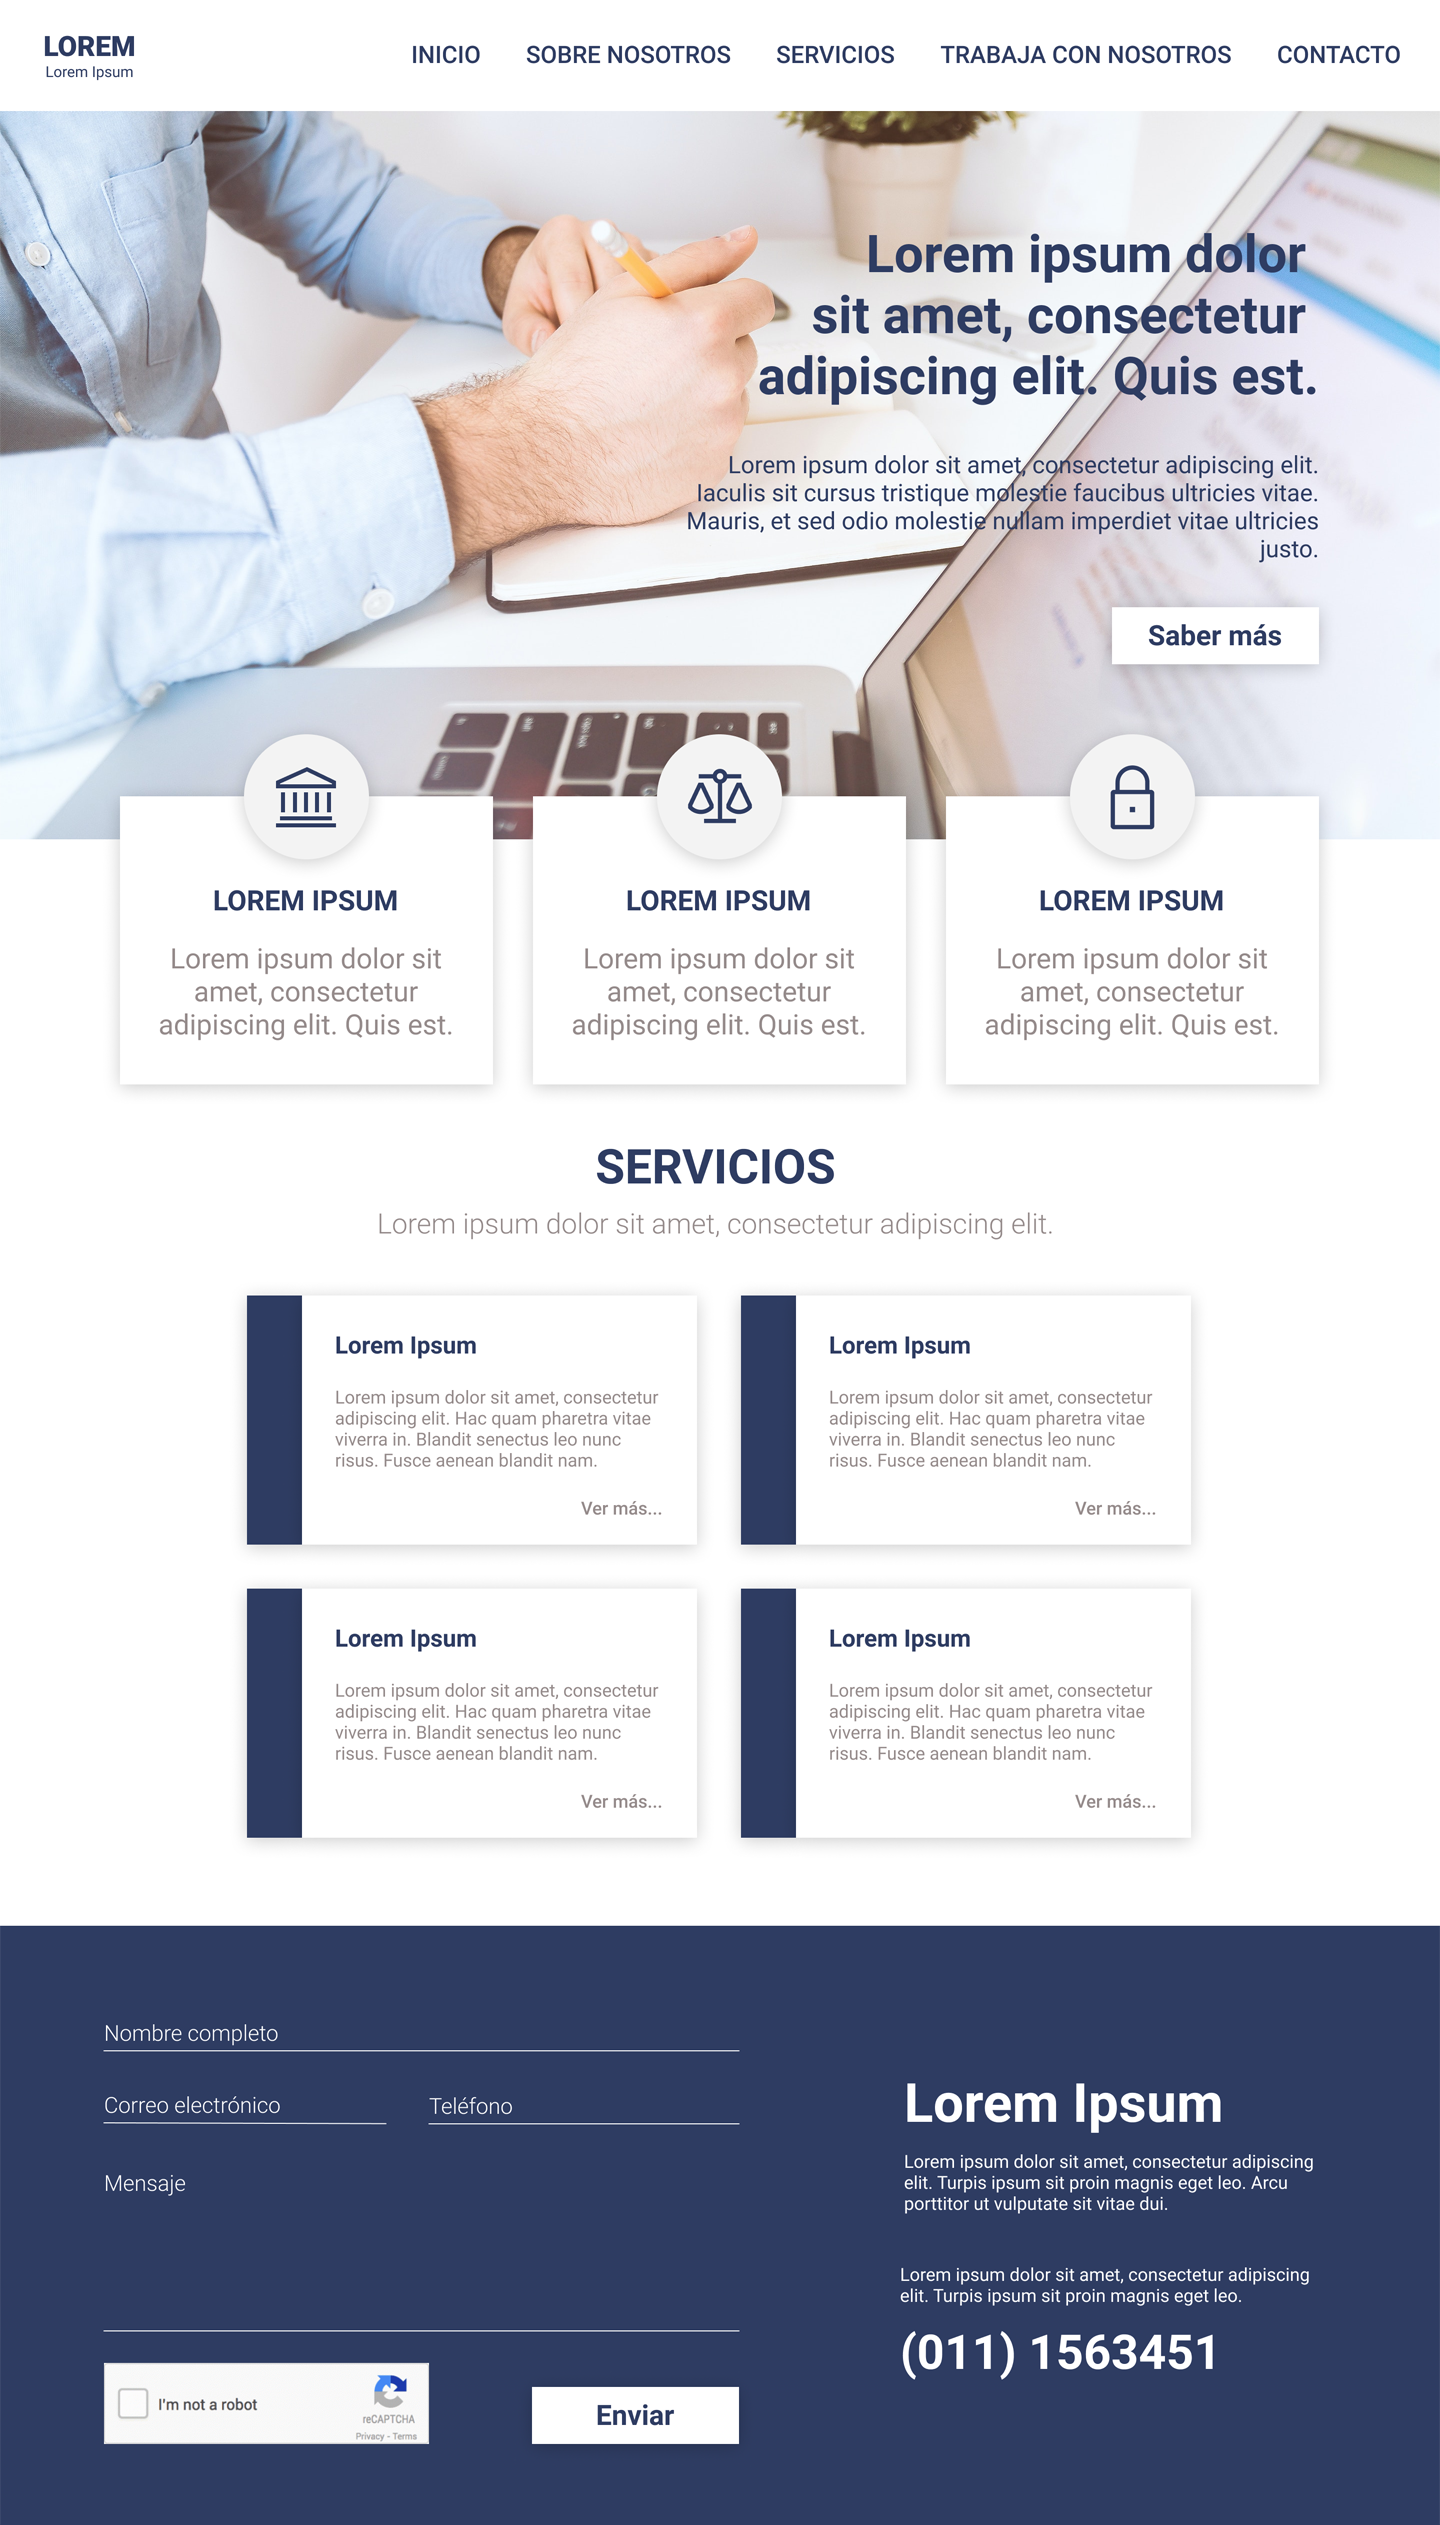 LOREM
Lorem Ipsum
INICIO SOBRE NOSOTROS SERVICIOS TRABAJA CON NOSOTROS CONTACTO
Lorem ipsum dolor
sit amet, consectetur
adipiscing elit. Quis est.
Lorem ipsum dolor sit amet, consectetur adipiscing elit.
Iaculis sit cursus tristique molestie faucibus ultricies vitae.
Mauris, et sed odio molestie nullam imperdiet vitae ultricies
justo.
Saber más
LOREM IPSUM
Lorem ipsum dolor sit
amet, consectetur
adipiscing elit. Quis est.
LOREM IPSUM
Lorem ipsum dolor sit
amet, consectetur
adipiscing elit. Quis est.
LOREM IPSUM
Lorem ipsum dolor sit
amet, consectetur
adipiscing elit. Quis est.
SERVICIOS
Lorem ipsum dolor sit amet, consectetur adipiscing elit.
Lorem Ipsum
Lorem ipsum dolor sit amet, consectetur
adipiscing elit. Hac quam pharetra vitae
viverra in. Blandit senectus leo nunc
risus. Fusce aenean blandit nam.
Ver más...
Lorem Ipsum
Lorem ipsum dolor sit amet, consectetur
adipiscing elit. Hac quam pharetra vitae
viverra in. Blandit senectus leo nunc
risus. Fusce aenean blandit nam.
Ver más...
Lorem Ipsum
Lorem ipsum dolor sit amet, consectetur
adipiscing elit. Hac quam pharetra vitae
viverra in. Blandit senectus leo nunc
risus. Fusce aenean blandit nam.
Ver más...
Lorem Ipsum
Lorem ipsum dolor sit amet, consectetur
adipiscing elit. Hac quam pharetra vitae
viverra in. Blandit senectus leo nunc
risus. Fusce aenean blandit nam.
Ver más...
Nombre completo
Correo electrónico
Teléfono
Mensaje
I'm not a robot
reCAPTCHA
Privacy - Terms
Enviar
Lorem Ipsum
Lorem ipsum dolor sit amet, consectetur adipiscing
elit. Turpis ipsum sit proin magnis eget leo. Arcu
porttitor ut vulputate sit vitae dui.
Lorem ipsum dolor sit amet, consectetur adipiscing
elit. Turpis ipsum sit proin magnis eget leo.
(011) 1563451